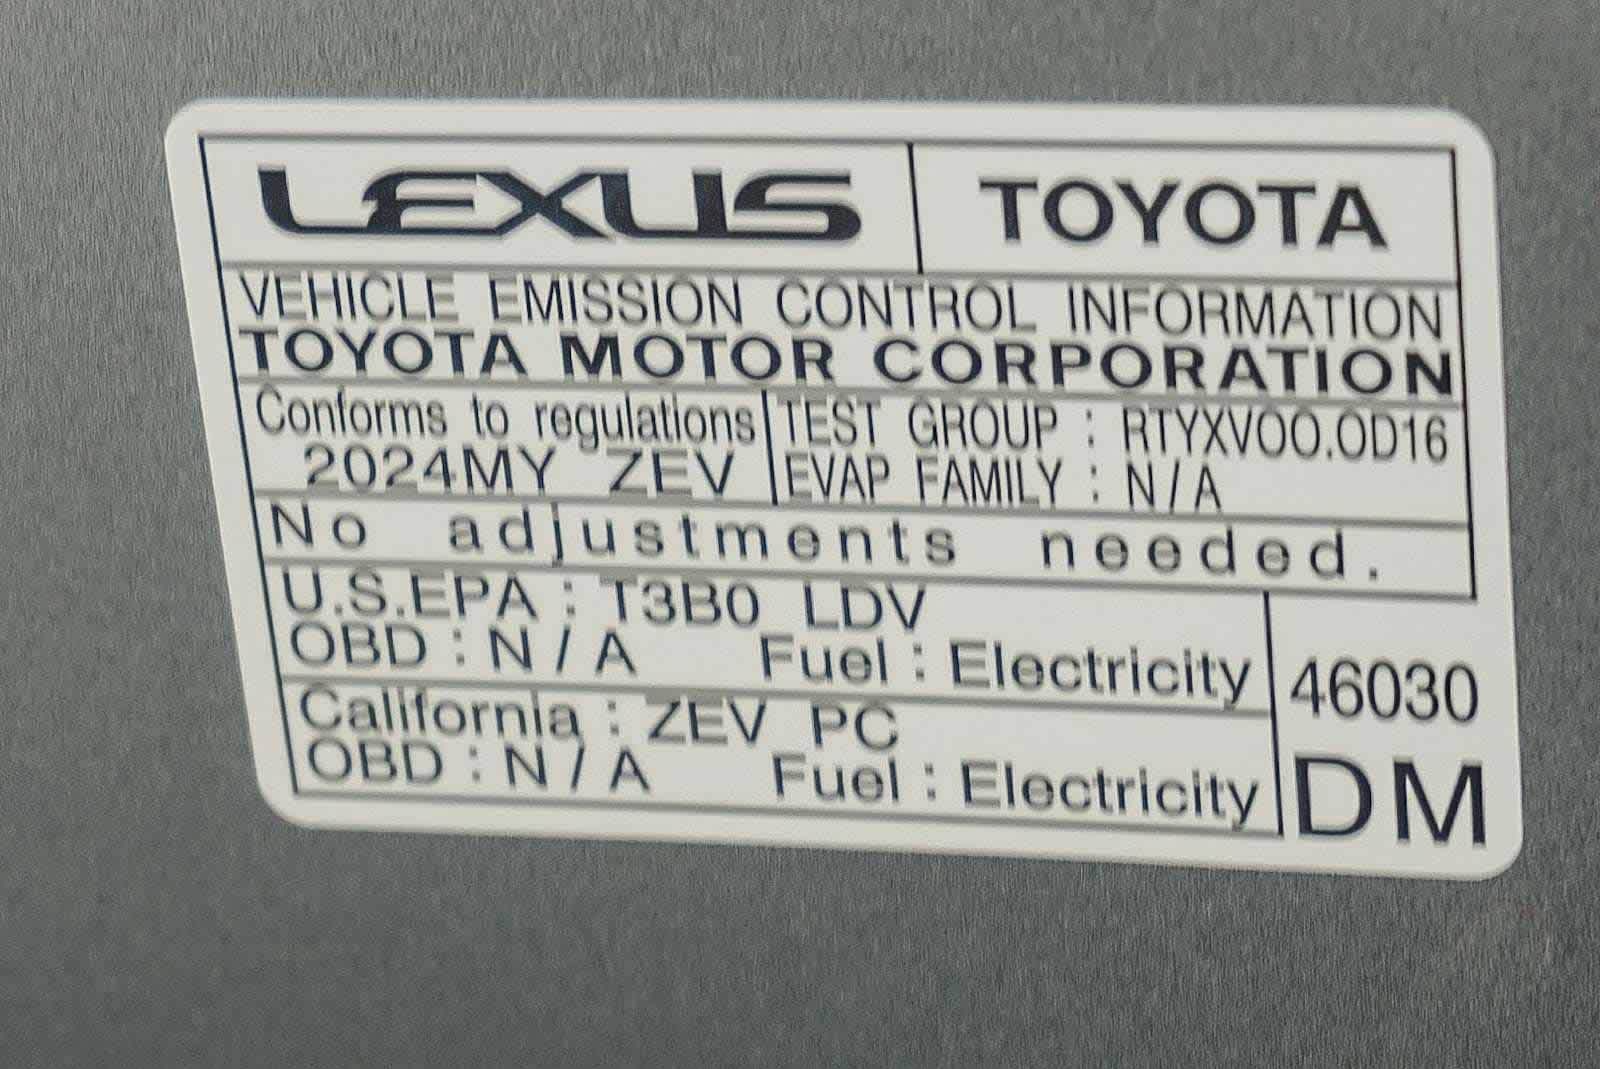 LEXUS TOYOTA
VEHICLE EMISSION CONTROL INFORMATION
TOYOTA MOTOR CORPORATION
Conforms to regulations
2024MY ZEV
TEST GROUP : RTYXV00.0D16
EVAP FAMILY : N/A
No adjustments needed.
U.S.EPA : T3B0 LDV
OBD : N/A Fuel : Electricity
California : ZEV PC
OBD : N/A Fuel : Electricity
46030
DM